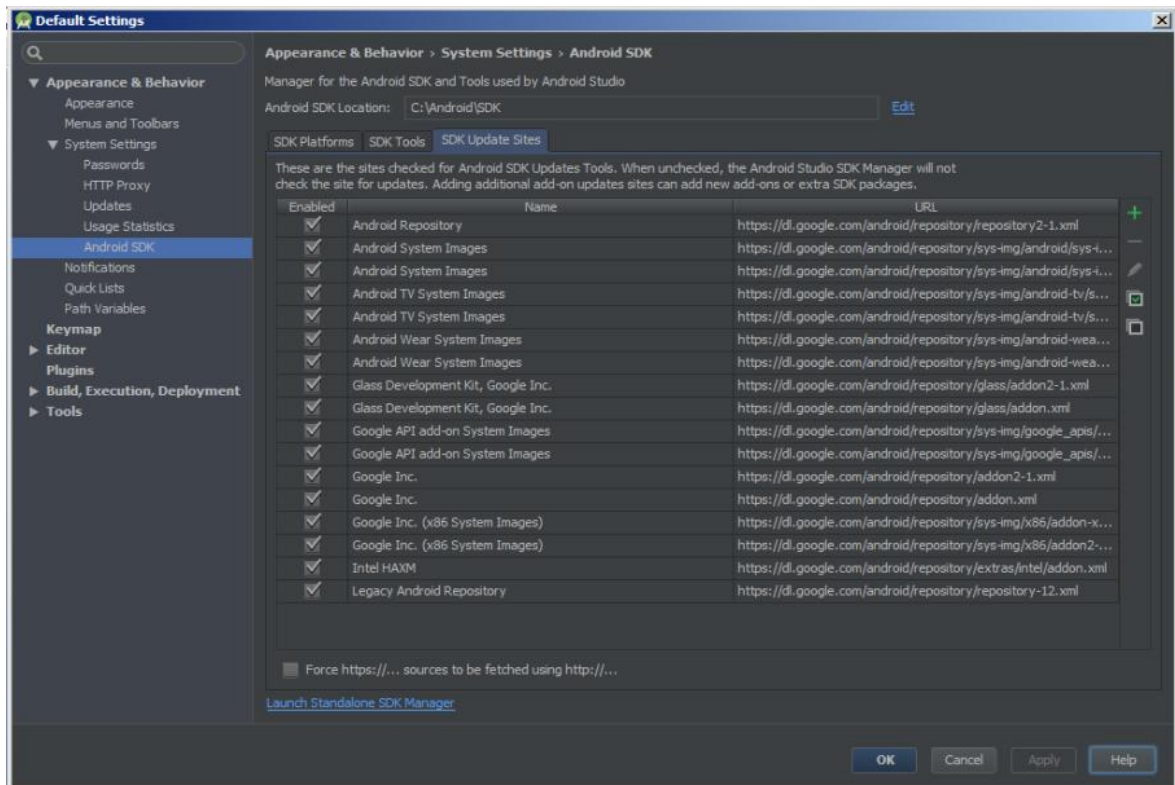 Default Settings
Appearance & Behavior
Appearance
Menus and Toolbars
System Settings
Passwords
HTTP Proxy
Updates
Usage Statistics
Android SDK
Notifications
Quick Lists
Path Variables
Keymap
Editor
Plugins
Build, Execution, Deployment
Tools
Appearance & Behavior › System Settings › Android SDK
Manager for the Android SDK and Tools used by Android Studio
Android SDK Location: C:\Android\SDK Edit
SDK Platforms SDK Tools SDK Update Sites
These are the sites checked for Android SDK Updates Tools. When unchecked, the Android Studio SDK Manager will not
check the site for updates. Adding additional add-on updates sites can add new add-ons or extra SDK packages.
Enabled Name URL
Android Repository https://dl.google.com/android/repository/repository2-1.xml
Android System Images https://dl.google.com/android/repository/sys-img/android/sys-i...
Android System Images https://dl.google.com/android/repository/sys-img/android/sys-i...
Android TV System Images https://dl.google.com/android/repository/sys-img/android-tv/s...
Android TV System Images https://dl.google.com/android/repository/sys-img/android-tv/s...
Android Wear System Images https://dl.google.com/android/repository/sys-img/android-wea...
Android Wear System Images https://dl.google.com/android/repository/sys-img/android-wea...
Glass Development Kit, Google Inc. https://dl.google.com/android/repository/glass/addon2-1.xml
Glass Development Kit, Google Inc. https://dl.google.com/android/repository/glass/addon.xml
Google API add-on System Images https://dl.google.com/android/repository/sys-img/google_apis/...
Google API add-on System Images https://dl.google.com/android/repository/sys-img/google_apis/...
Google Inc. https://dl.google.com/android/repository/addon2-1.xml
Google Inc. https://dl.google.com/android/repository/addon.xml
Google Inc. (x86 System Images) https://dl.google.com/android/repository/sys-img/x86/addon-x...
Google Inc. (x86 System Images) https://dl.google.com/android/repository/sys-img/x86/addon2-...
Intel HAXM https://dl.google.com/android/repository/extras/intel/addon.xml
Legacy Android Repository https://dl.google.com/android/repository/repository-12.xml
Force https://... sources to be fetched using http://...
Launch Standalone SDK Manager
OK Cancel Apply Help